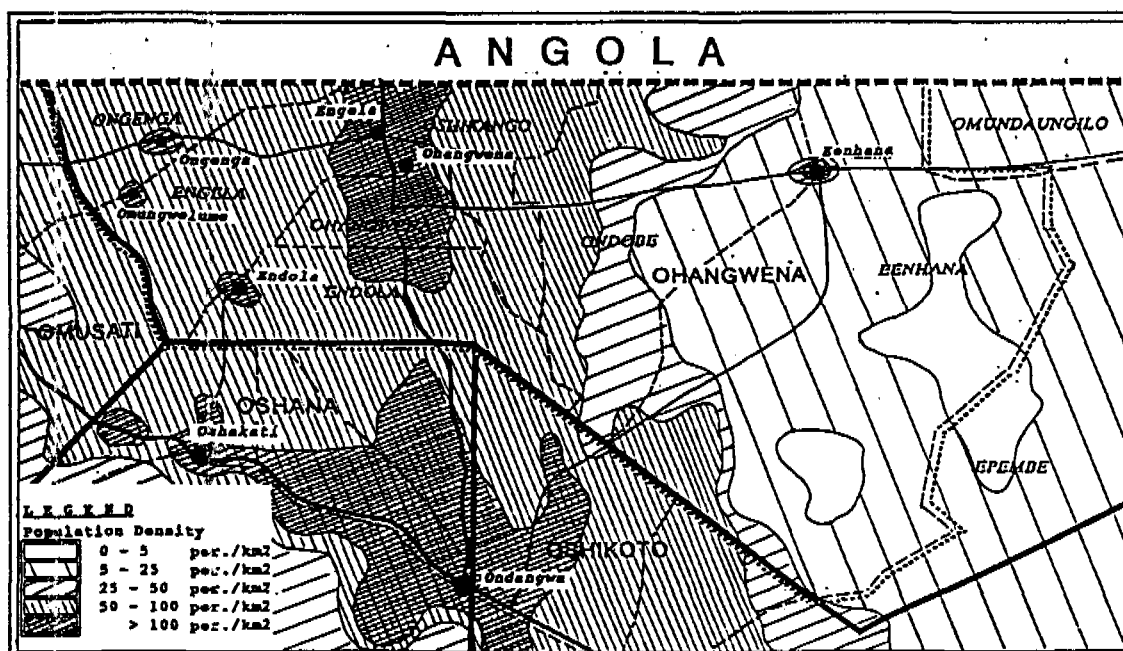 ANGOLA
ONGENGA
Engela
OMUNDAUNGILO
Ongenga
Ohangwena
Eenhana
ENGELA
Omungwelume
ONDOBE
OHANGWENA
EENHANA
Endola
ENDOLA
OMUSATI
OSHANA
Oshakati
EPEMBE
OSHIKOTO
Ondangwa
LEGEND
Population Density
0 - 5 per./km2
5 - 25 per./km2
25 - 50 per./km2
50 - 100 per./km2
> 100 per./km2